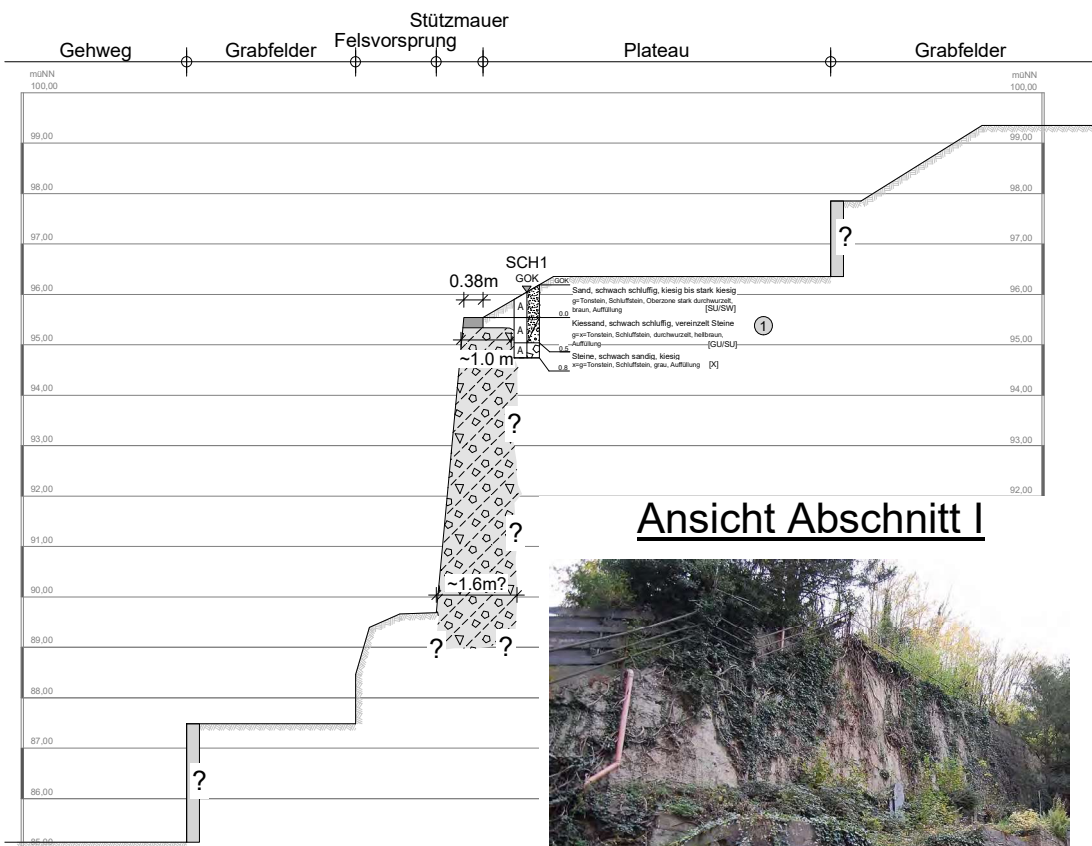 Stützmauer
Gehweg Grabfelder Felsvorsprung Plateau Grabfelder
müNN müNN
100,00 100,00
99,00 99,00
98,00 98,00
97,00 97,00
?
SCH1
0.38m GOK GOK
96,00 96,00
A
Sand, schwach schluffig, kiesig bis stark kiesig
g=Tonstein, Schluffstein, Oberzone stark durchwurzelt,
braun, Auffüllung [SU/SW]
0.0
A
Kiessand, schwach schluffig, vereinzelt Steine 1
g=x=Tonstein, Schluffstein, durchwurzelt, hellbraun,
Auffüllung [GU/SU]
95,00 95,00
0.5
~1.0 m A
Steine, schwach sandig, kiesig
x=g=Tonstein, Schluffstein, grau, Auffüllung [X]
0.8
94,00 94,00
?
93,00 93,00
92,00 92,00
Ansicht Abschnitt I
?
91,00
~1.6m?
90,00
? ?
89,00
88,00
87,00
?
86,00
85,00